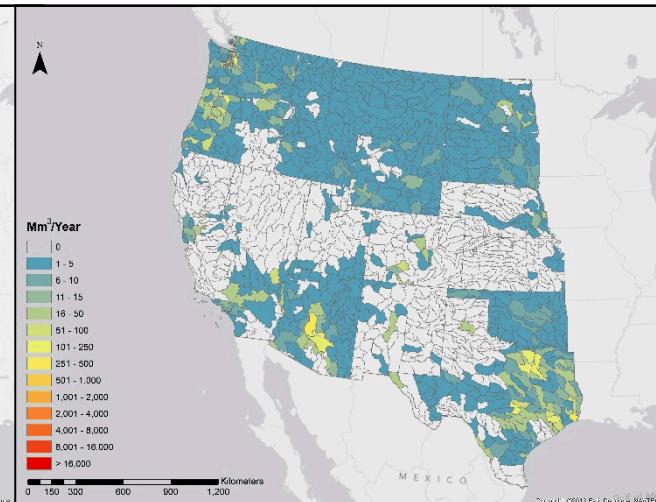 N
Mm³/Year
0
1 - 5
6 - 10
11 - 15
16 - 50
51 - 100
101 - 250
251 - 500
501 - 1.000
1,001 - 2,000
2,001 - 4,000
4,001 - 8,000
8,001 - 16.000
> 16,000
Kilometers
0 150 300 600 900 1,200
MEXICO